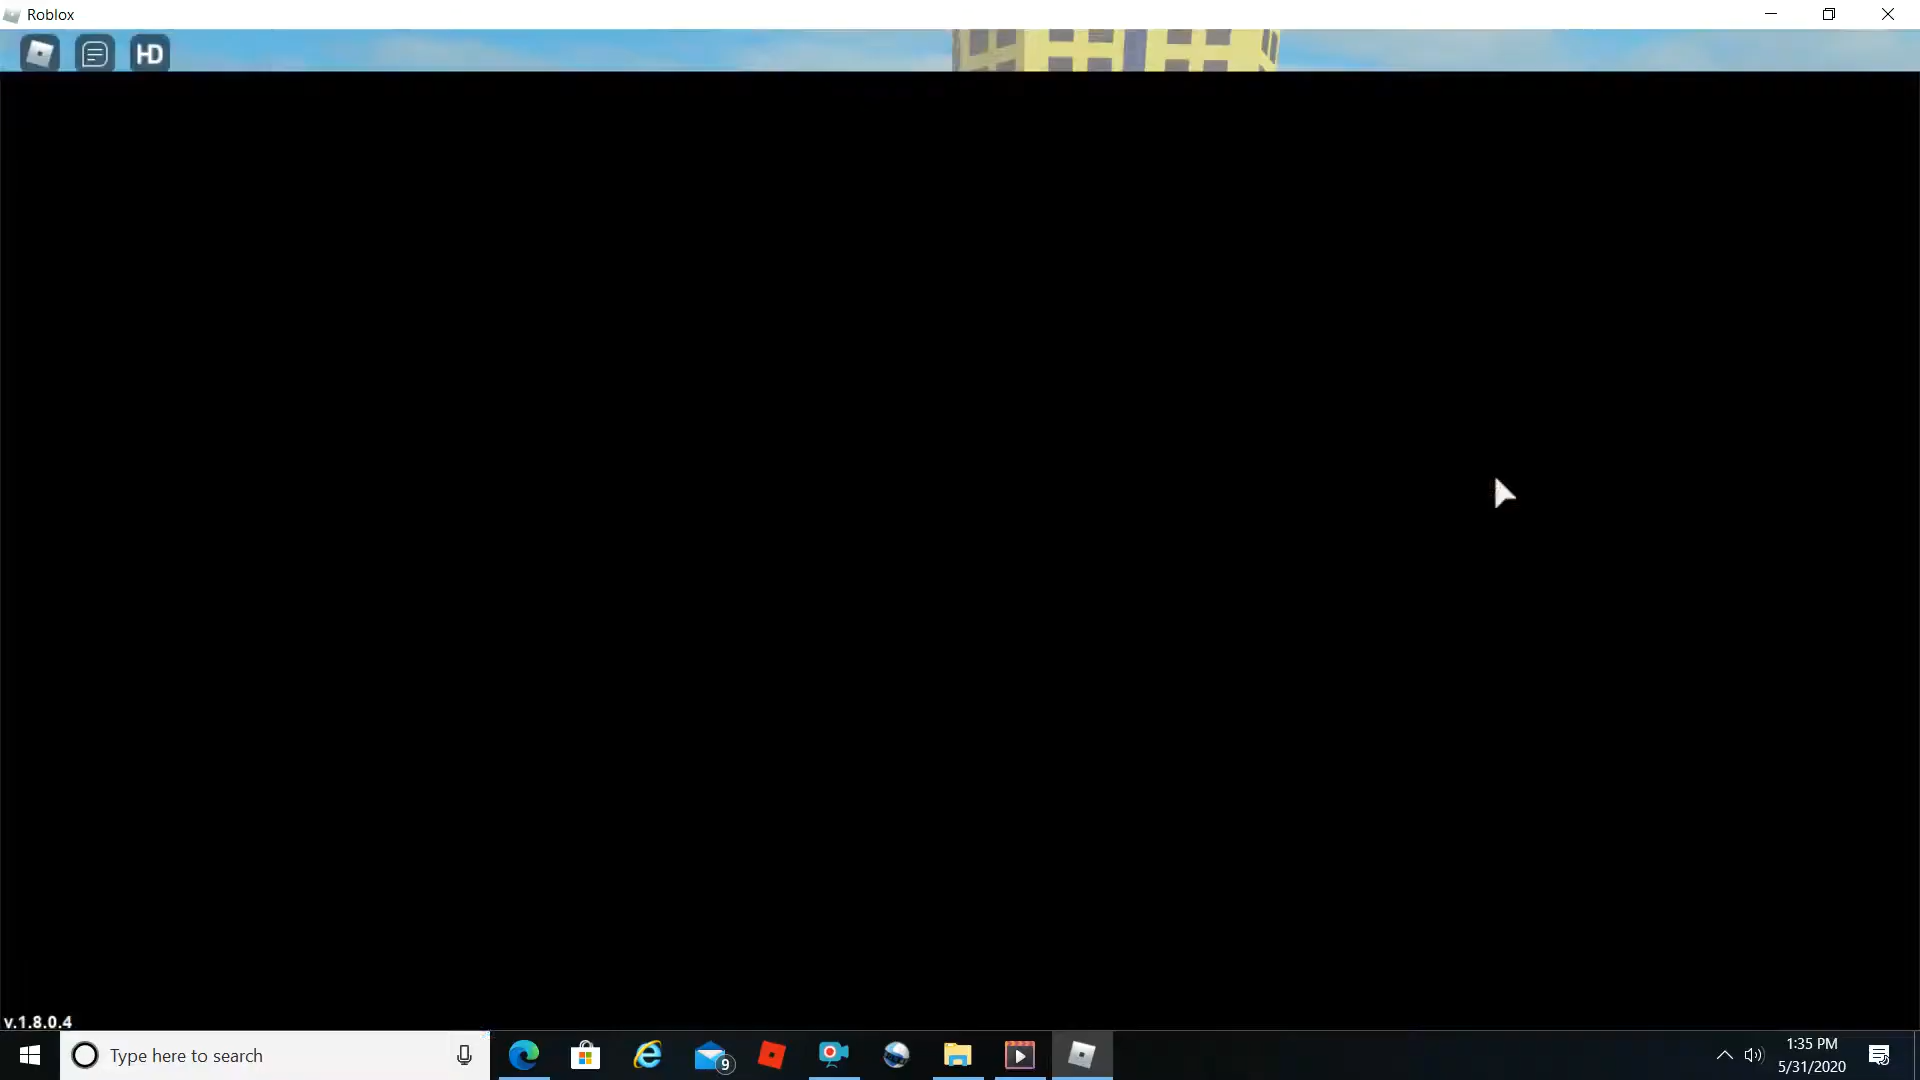 Roblox
HD
v.1.8.0.4
Type here to search
9
1:35 PM
5/31/2020